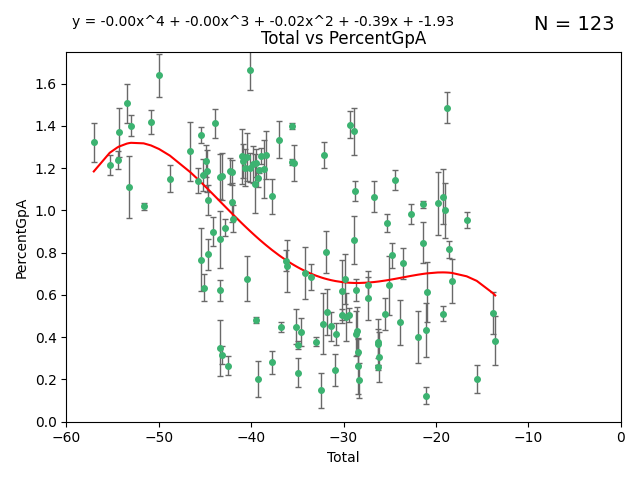 y = -0.00x^4 + -0.00x^3 + -0.02x^2 + -0.39x + -1.93
N = 123
Total vs PercentGpA
1.6
1.4
1.2
1.0
0.8
0.6
0.4
0.2
0.0
PercentGpA
−60 −50 −40 −30 −20 −10 0
Total